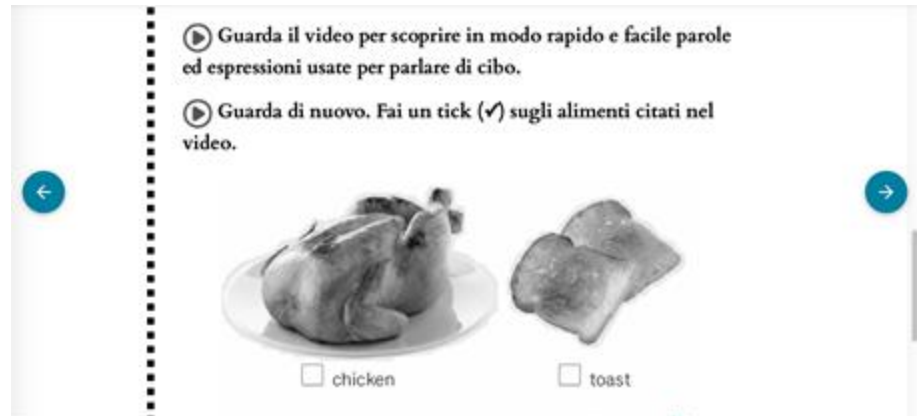 Guarda il video per scoprire in modo rapido e facile parole
ed espressioni usate per parlare di cibo.
Guarda di nuovo. Fai un tick (✓) sugli alimenti citati nel
video.
chicken
toast